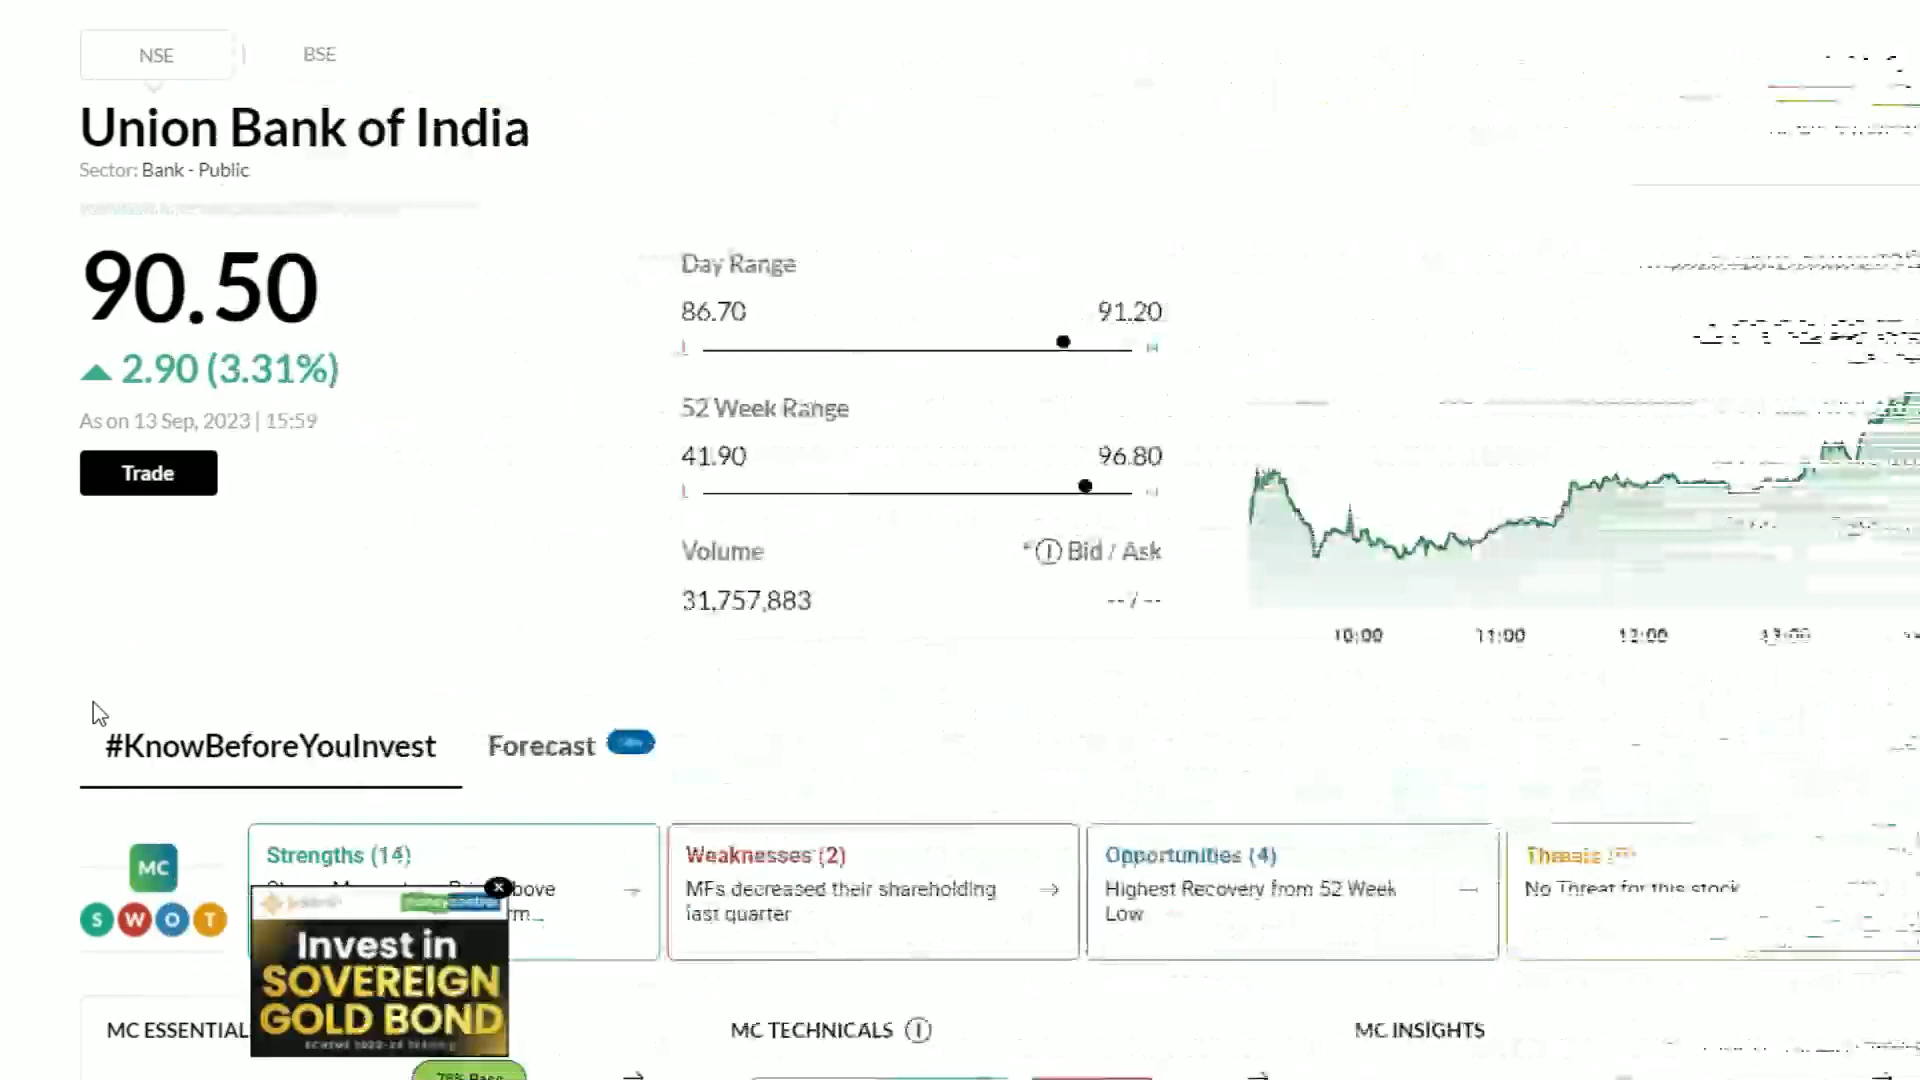 NSE
BSE
Union Bank of India
Sector: Bank - Public
90.50
2.90 (3.31%)
As on 13 Sep, 2023 | 15:59
Trade
Day Range
86.70 91.20
L H
52 Week Range
41.90 96.80
L H
Volume Bid / Ask
31,757,883 -- / --
10:00 11:00 12:00 13:00
#KnowBeforeYouInvest
Forecast
MC
S W O T
Strengths (14)
bove
rm
Weaknesses (2)
MFs decreased their shareholding
last quarter
Opportunities (4)
Highest Recovery from 52 Week
Low
Threats
No Threat for this stock
Invest in
SOVEREIGN
GOLD BOND
MC ESSENTIAL
MC TECHNICALS
MC INSIGHTS